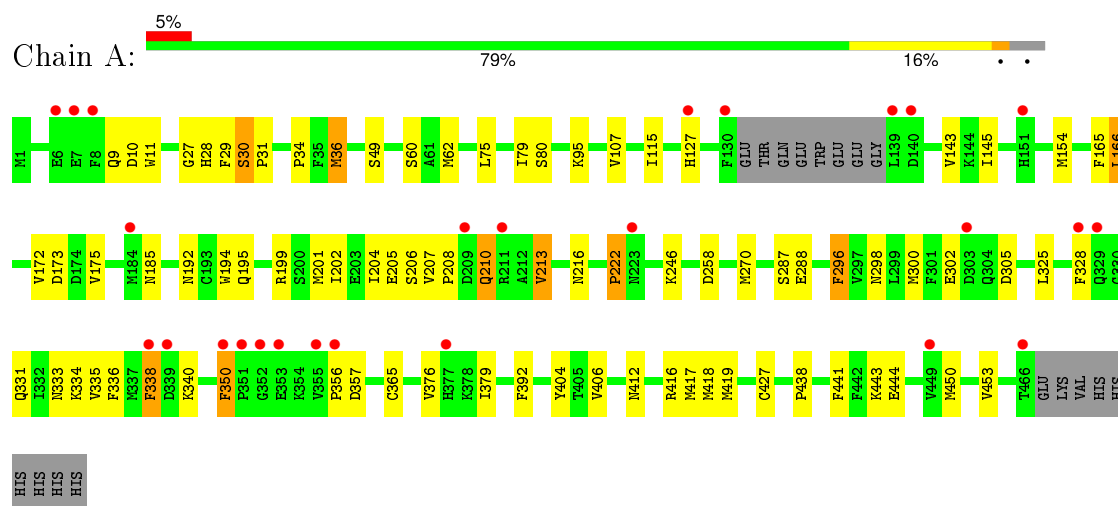 5%
Chain A:
79% 16% • •
M1 E6 E7 F8 Q9 D10 W11 G27 H28 F29 S30 P31 P34 F35 M36 S49 S60 A61 M62 L75 I79 S80 K95 V107 I115 H127 F130 GLU THR GLN GLU TRP GLU GLU GLY L139 D140 V143 K144 I145 H151 M154 F165 L166
V172 D173 D174 V175 M184 N185 N192 C193 W194 Q195 R199 S200 M201 I202 E203 I204 E205 S206 V207 P208 D209 Q210 R211 A212 V213 N216 P222 N223 K246 D258 M270 S287 E288 F296 V297 N298 L299 M300 F301 E302 D303 Q304 D305 L325 F328 Q329 G330
Q331 I332 N333 K334 V335 F336 M337 F338 D339 K340 F350 P351 G352 E353 K354 V355 P356 D357 C365 V376 H377 K378 I379 F392 Y404 T405 V406 N412 R416 M417 M418 M419 C427 P438 F441 F442 K443 E444 V449 M450 V453 T466 GLU LYS VAL HIS HIS
HIS HIS HIS HIS